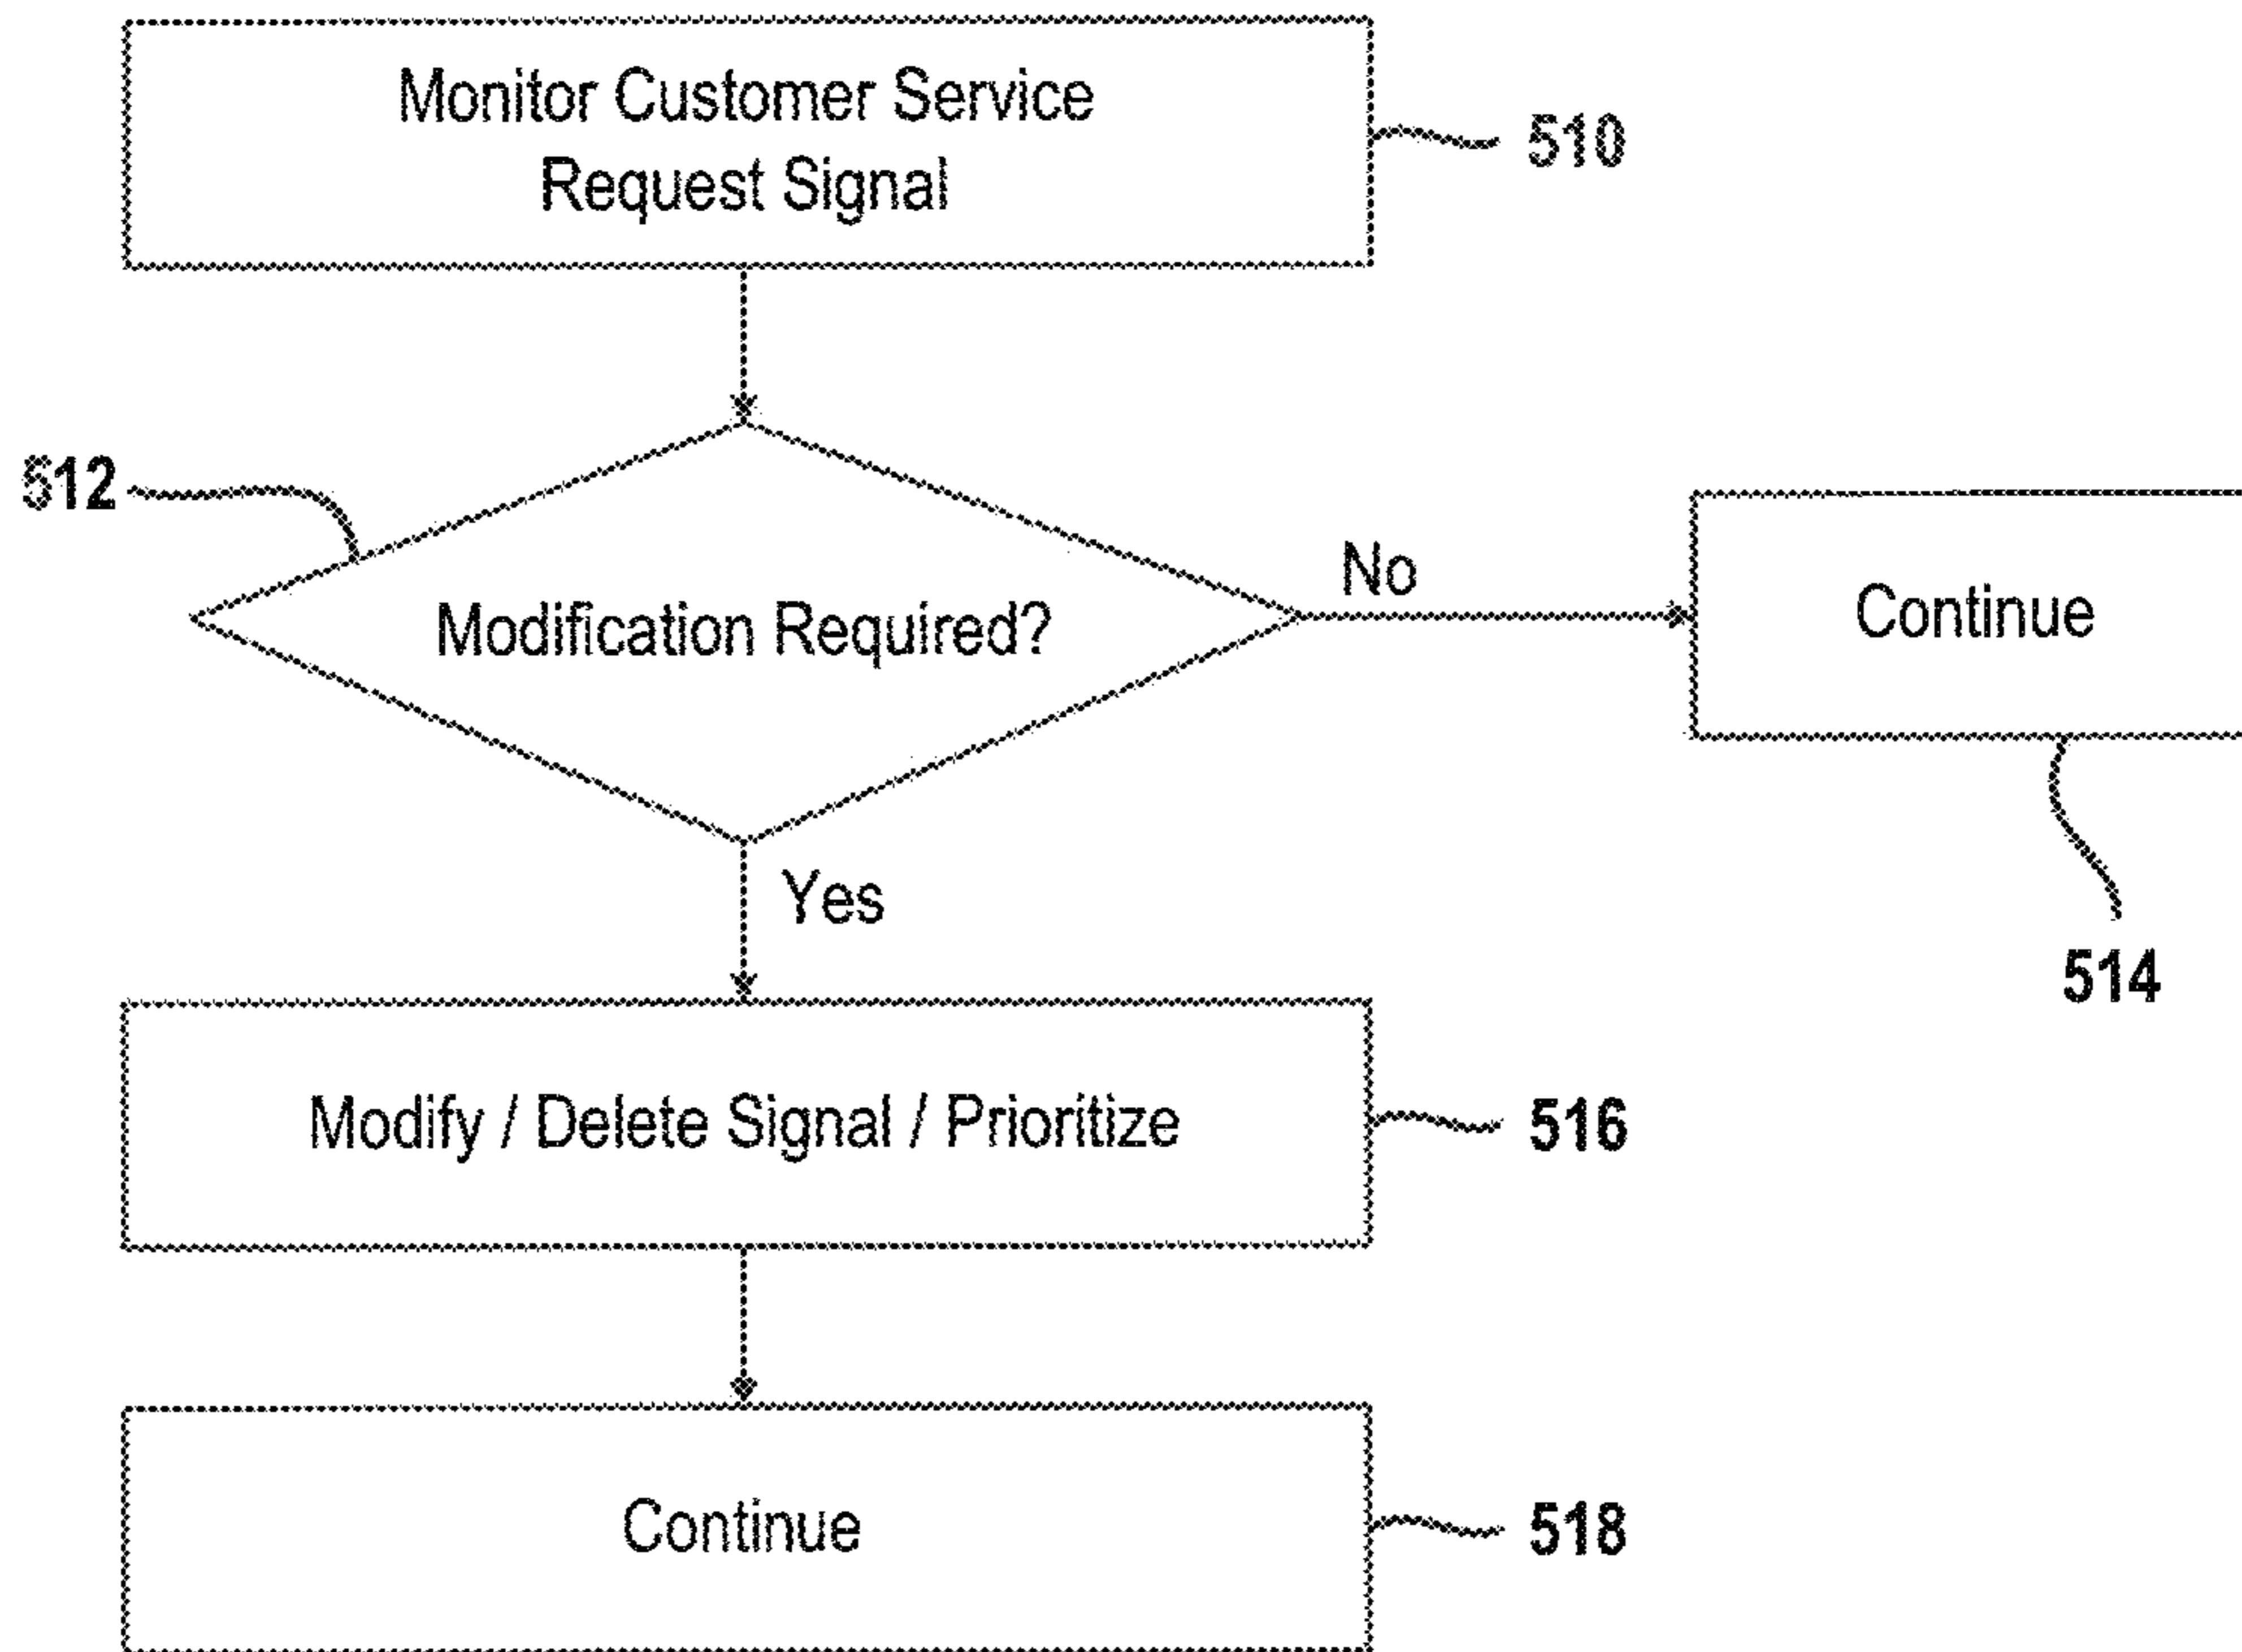 Monitor Customer Service
Request Signal
510
512
Modification Required?
No
Continue
514
Yes
Modify / Delete Signal / Prioritize
516
Continue
518